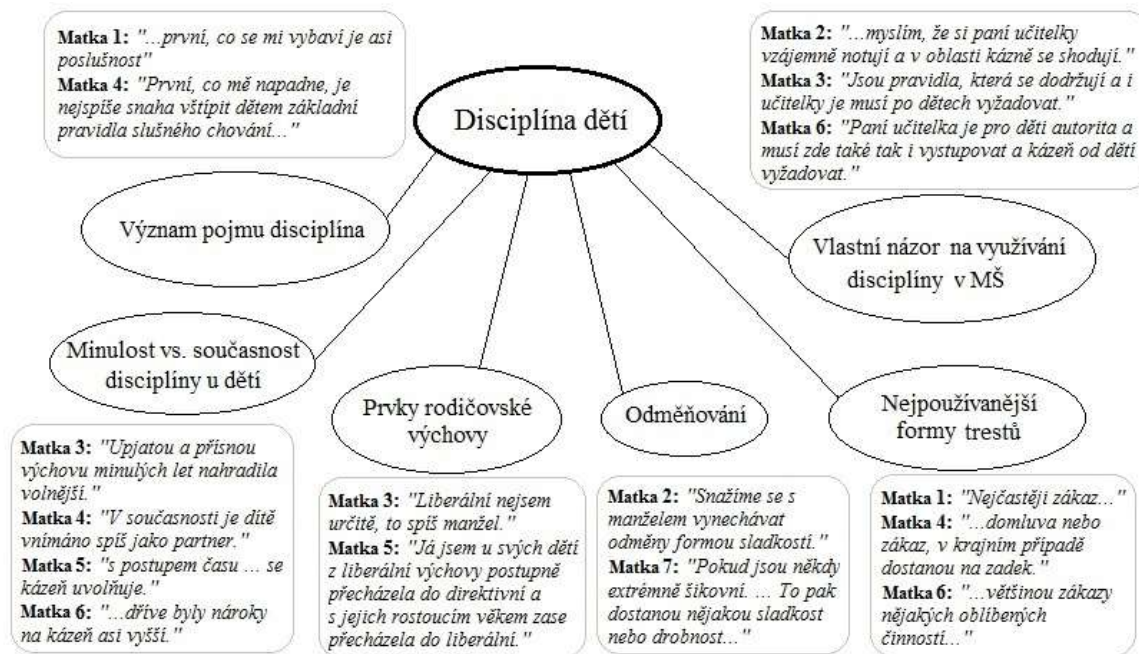 Matka 1: "…první, co se mi vybaví je asi
poslušnost"
Matka 4: "První, co mě napadne, je
nejspíše snaha vštípit dětem základní
pravidla slušného chování…"
Disciplína dětí
Matka 2: "…myslím, že si paní učitelky
vzájemně notují a v oblasti kázně se shodují."
Matka 3: "Jsou pravidla, která se dodržují a i
učitelky je musí po dětech vyžadovat."
Matka 6: "Paní učitelka je pro děti autorita a
musí zde také tak i vystupovat a kázeň od dětí
vyžadovat."
Význam pojmu disciplína
Vlastní názor na využívání
disciplíny v MŠ
Minulost vs. současnost
disciplíny u dětí
Prvky rodičovské
výchovy
Odměňování
Nejpoužívanější
formy trestů
Matka 3: "Upjatou a přísnou
výchovu minulých let nahradila
volnější."
Matka 4: "V současnosti je dítě
vnímáno spíš jako partner."
Matka 5: "s postupem času … se
kázeň uvolňuje."
Matka 6: "…dříve byly nároky
na kázeň asi vyšší."
Matka 3: "Liberální nejsem
určitě, to spíš manžel."
Matka 5: "Já jsem u svých dětí
z liberální výchovy postupně
přecházela do direktivní a
s jejich rostoucím věkem zase
přecházela do liberální."
Matka 2: "Snažíme se s
manželem vynechávat
odměny formou sladkostí."
Matka 7: "Pokud jsou někdy
extrémně šikovní. … To pak
dostanou nějakou sladkost
nebo drobnost…"
Matka 1: "Nejčastěji zákaz…"
Matka 4: "…domluva nebo
zákaz, v krajním případě
dostanou na zadek."
Matka 6: "…většinou zákazy
nějakých oblíbených
činností…"